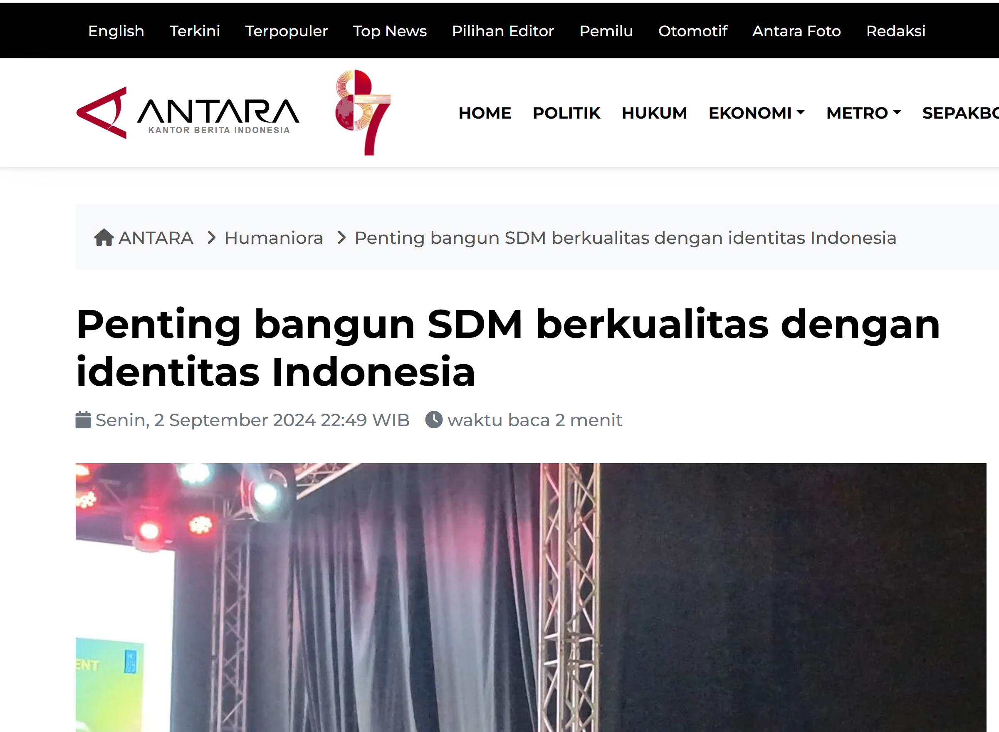 English Terkini Terpopuler Top News Pilihan Editor Pemilu Otomotif Antara Foto Redaksi
ANTARA
KANTOR BERITA INDONESIA
87
HOME POLITIK HUKUM EKONOMI METRO SEPAKBO
ANTARA > Humaniora > Penting bangun SDM berkualitas dengan identitas Indonesia
Penting bangun SDM berkualitas dengan
identitas Indonesia
Senin, 2 September 2024 22:49 WIB waktu baca 2 menit
ENT